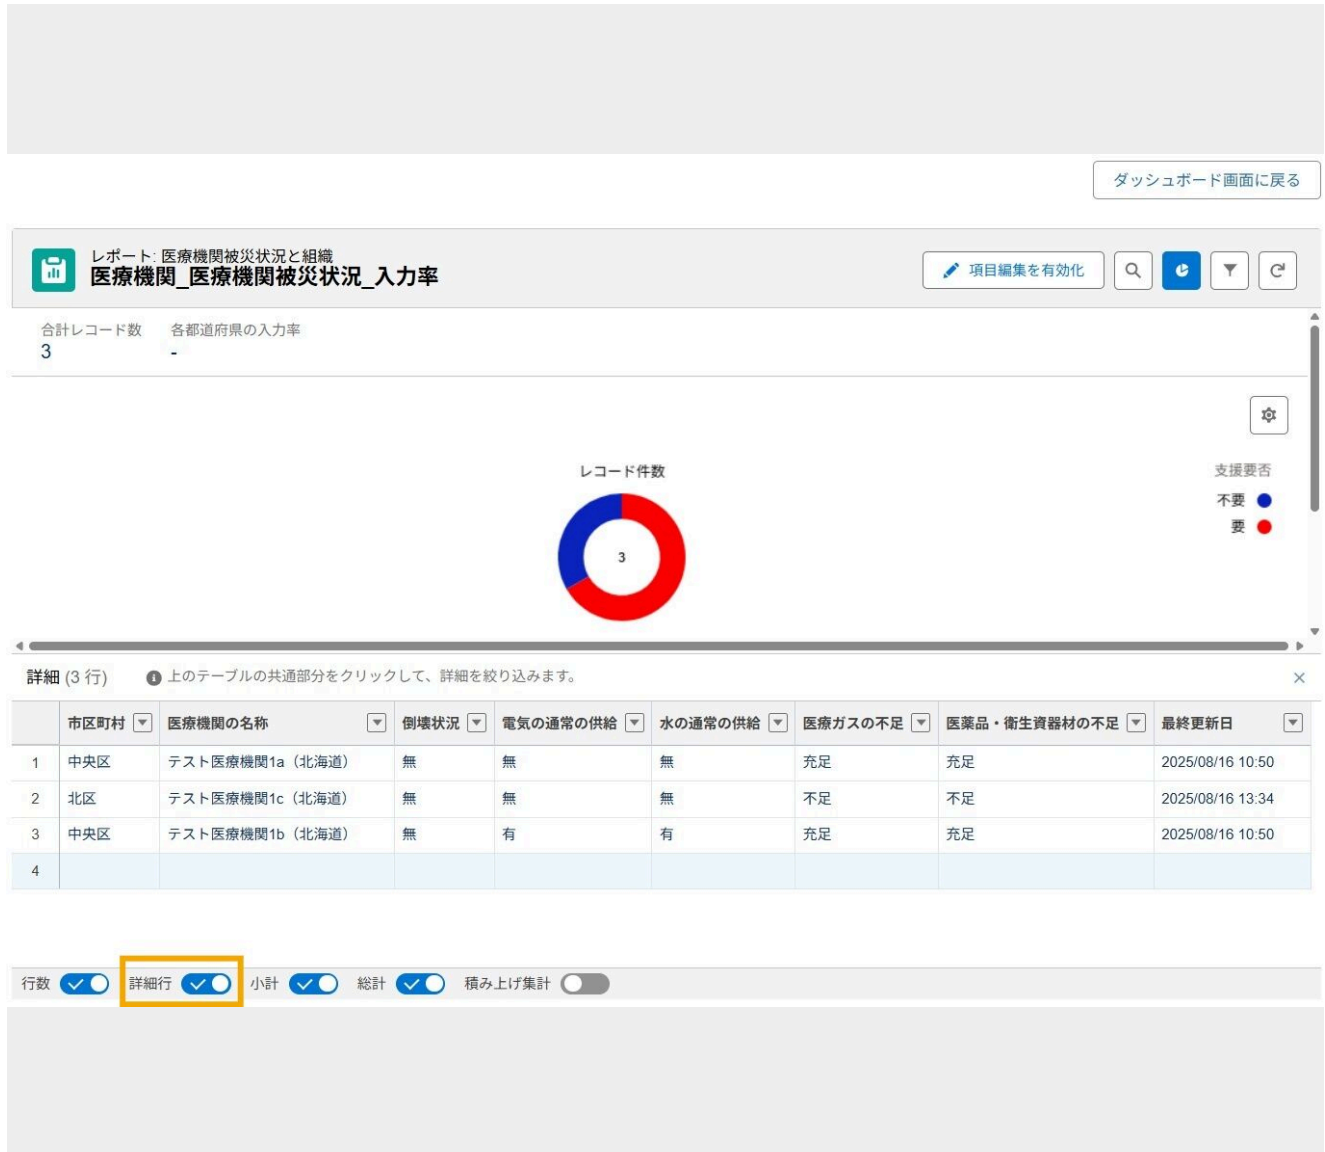 ダッシュボード画面に戻る
レポート: 医療機関被災状況と組織
医療機関_医療機関被災状況_入力率
項目編集を有効化
合計レコード数 各都道府県の入力率
3 -
レコード件数
3
支援要否
不要
要
詳細 (3 行) 上のテーブルの共通部分をクリックして、詳細を絞り込みます。
市区町村 医療機関の名称 倒壊状況 電気の通常の供給 水の通常の供給 医療ガスの不足 医薬品・衛生資器材の不足 最終更新日
1 中央区 テスト医療機関1a（北海道） 無 無 無 充足 充足 2025/08/16 10:50
2 北区 テスト医療機関1c（北海道） 無 無 無 不足 不足 2025/08/16 13:34
3 中央区 テスト医療機関1b（北海道） 無 有 有 充足 充足 2025/08/16 10:50
4
行数 詳細行 小計 総計 積み上げ集計